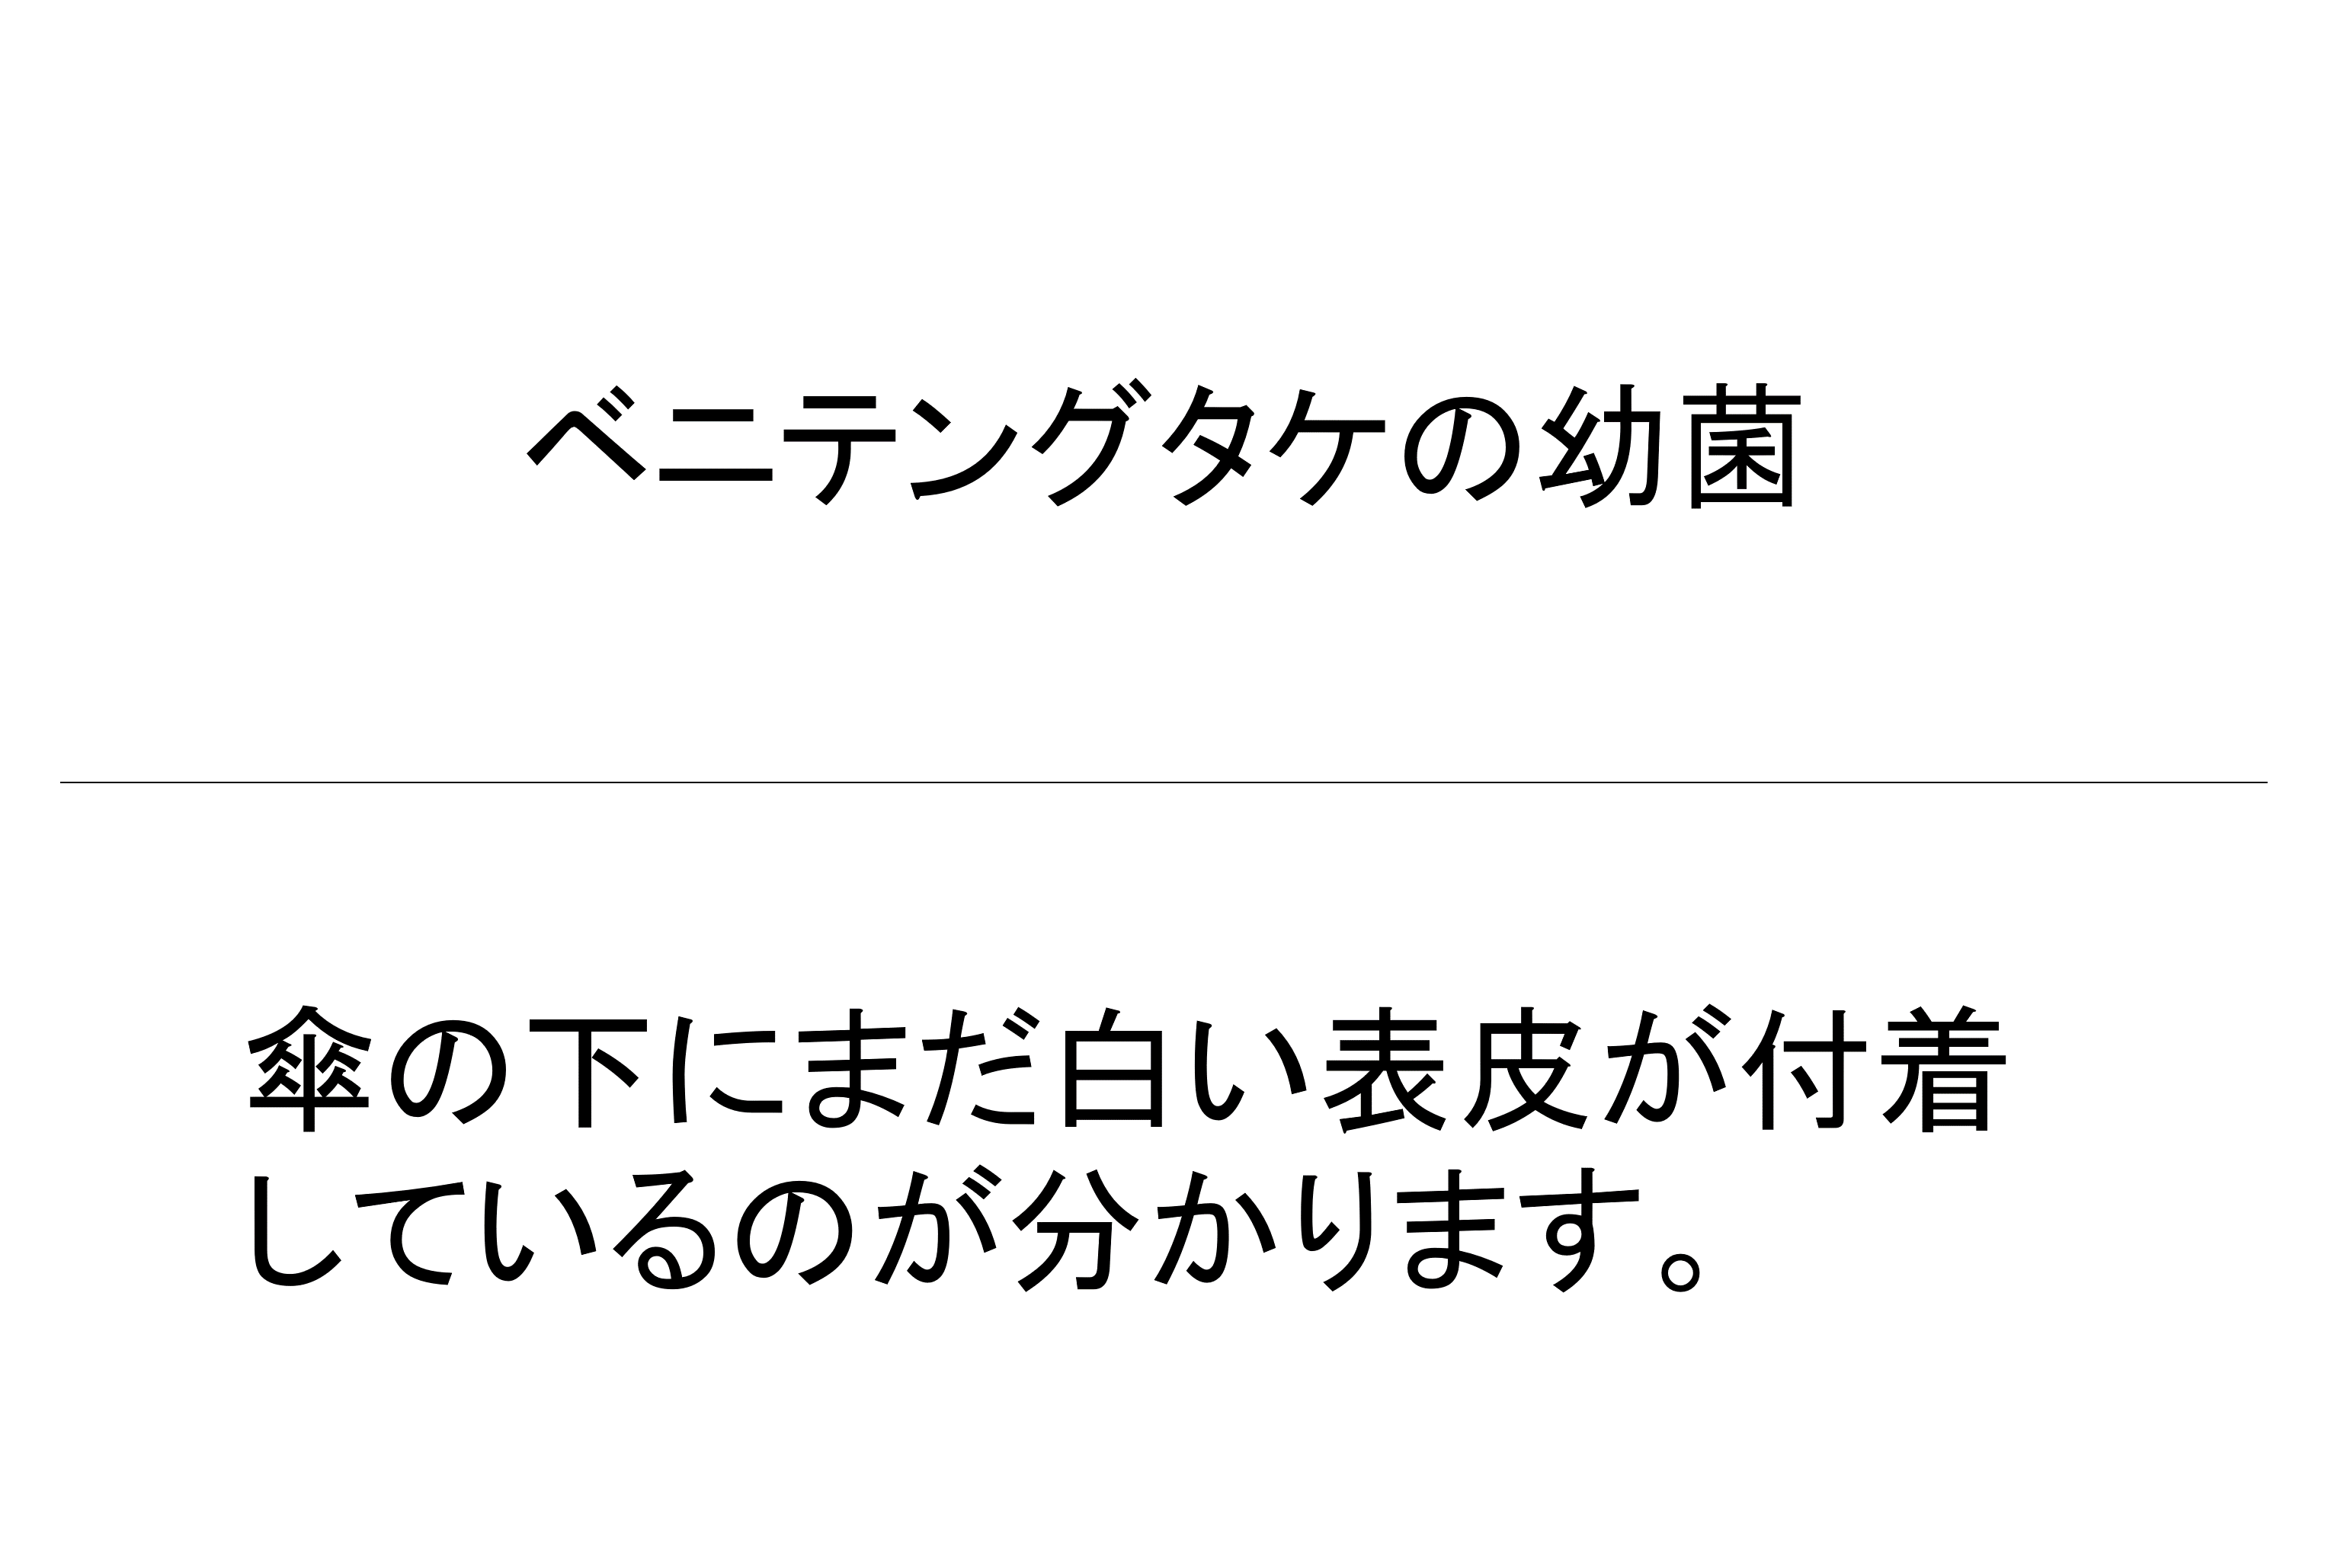 ベニテングタケの幼菌
傘の下にまだ白い表皮が付着
しているのが分かります。